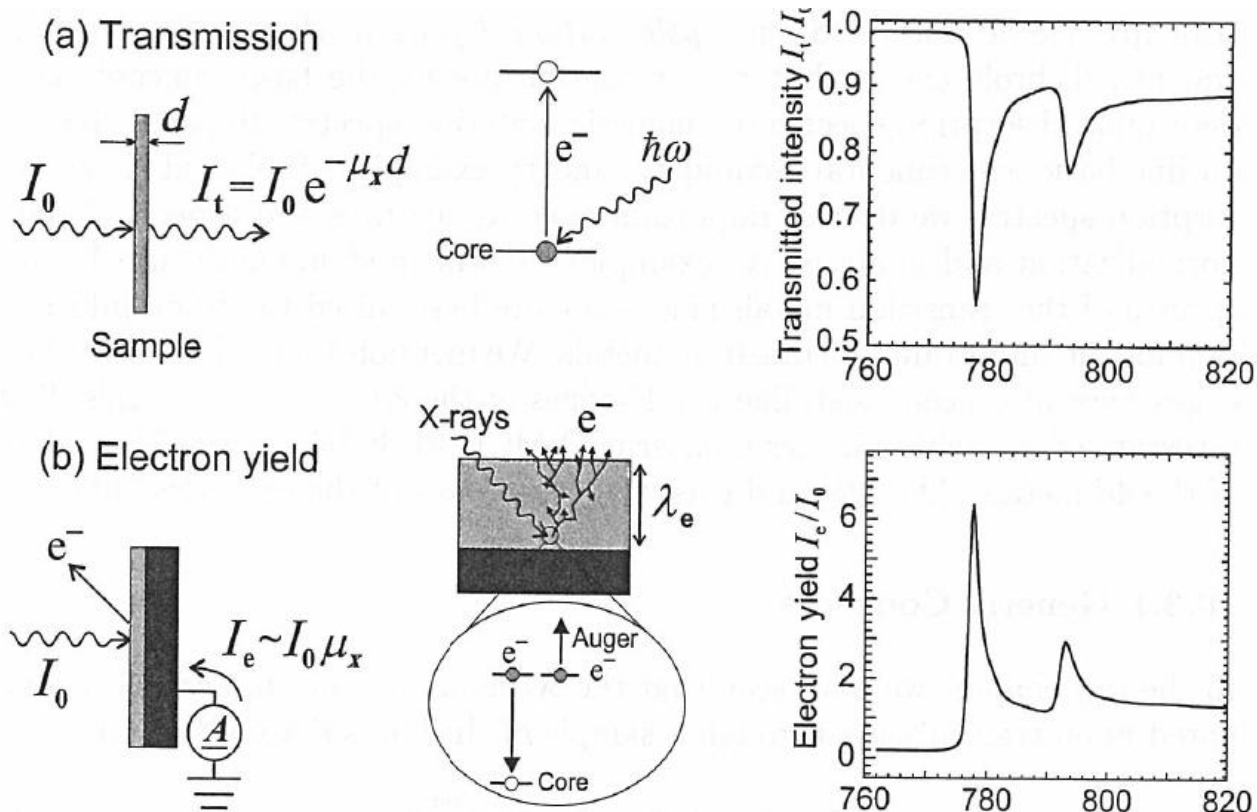 (a) Transmission
d
I₀
Iₜ = I₀ e^{-μₓd}
Sample
e⁻
ħω
Core
Transmitted intensity Iₜ/I₀
1.0
0.9
0.8
0.7
0.6
0.5
760 780 800 820
(b) Electron yield
e⁻
I₀
Iₑ ~ I₀ μₓ
A
X-rays
e⁻
λₑ
Auger
e⁻
e⁻
Core
Electron yield Iₑ/I₀
6
4
2
0
760 780 800 820